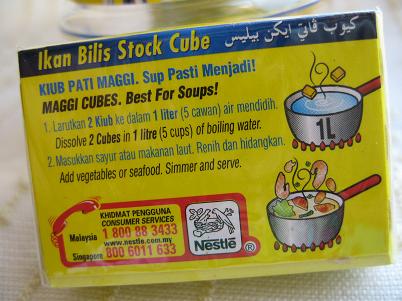 Ikan Bilis Stock Cube كيوب ڤاتي ايكن بيليس
KIUB PATI MAGGI. Sup Pasti Menjadi!
MAGGI CUBES. Best For Soups!
1. Larutkan 2 Kiub ke dalam 1 liter (5 cawan) air mendidih.
Dissolve 2 Cubes in 1 litre (5 cups) of boiling water.
2. Masukkan sayur atau makanan laut. Renih dan hidangkan.
Add vegetables or seafood. Simmer and serve.
1L
KHIDMAT PENGGUNA
CONSUMER SERVICES
Malaysia 1 800 88 3433
www.nestle.com.my
Singapore 800 6011 633
Nestlé ®